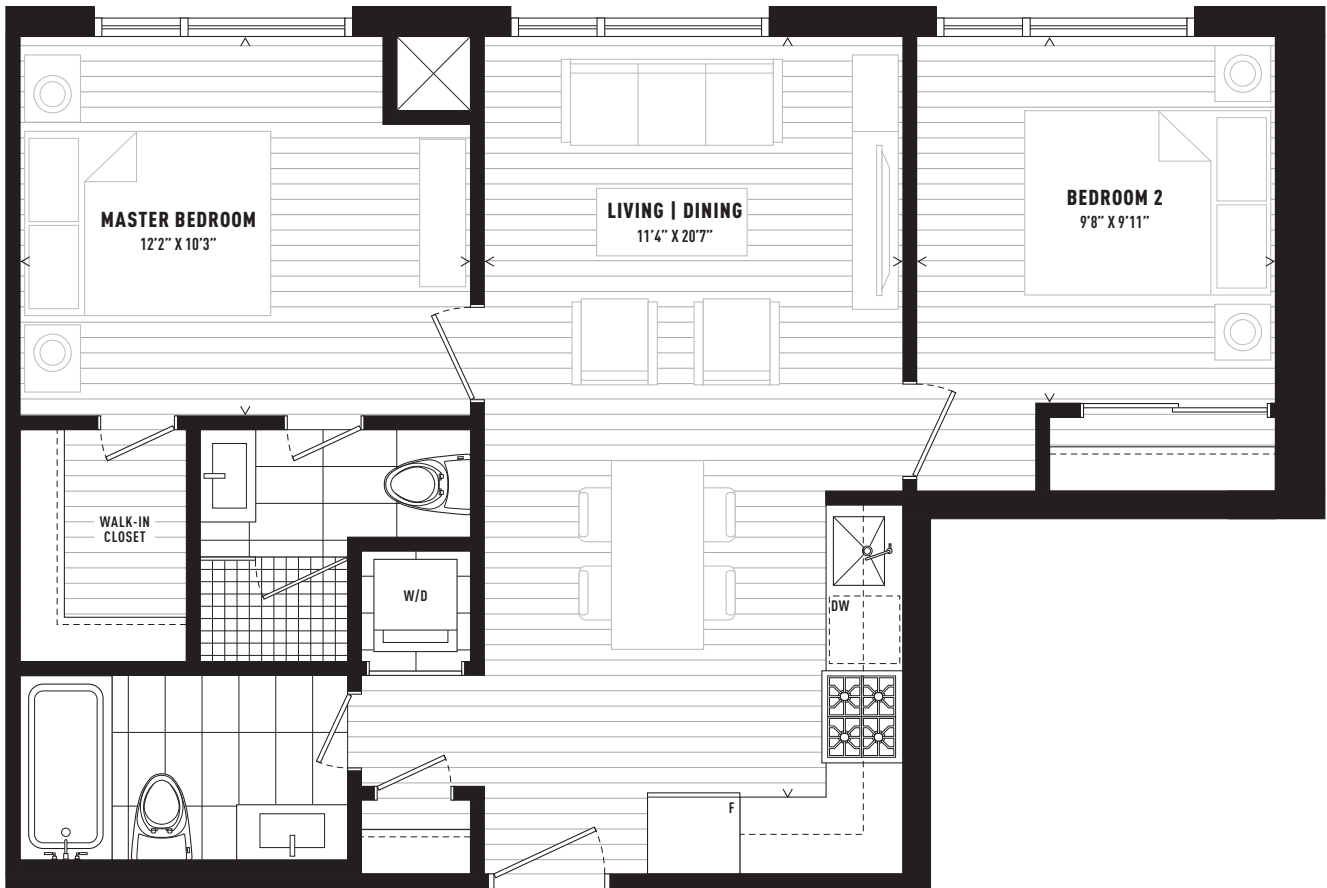 MASTER BEDROOM
12'2" X 10'3"
LIVING | DINING
11'4" X 20'7"
BEDROOM 2
9'8" X 9'11"
WALK-IN
CLOSET
W/D
DW
F